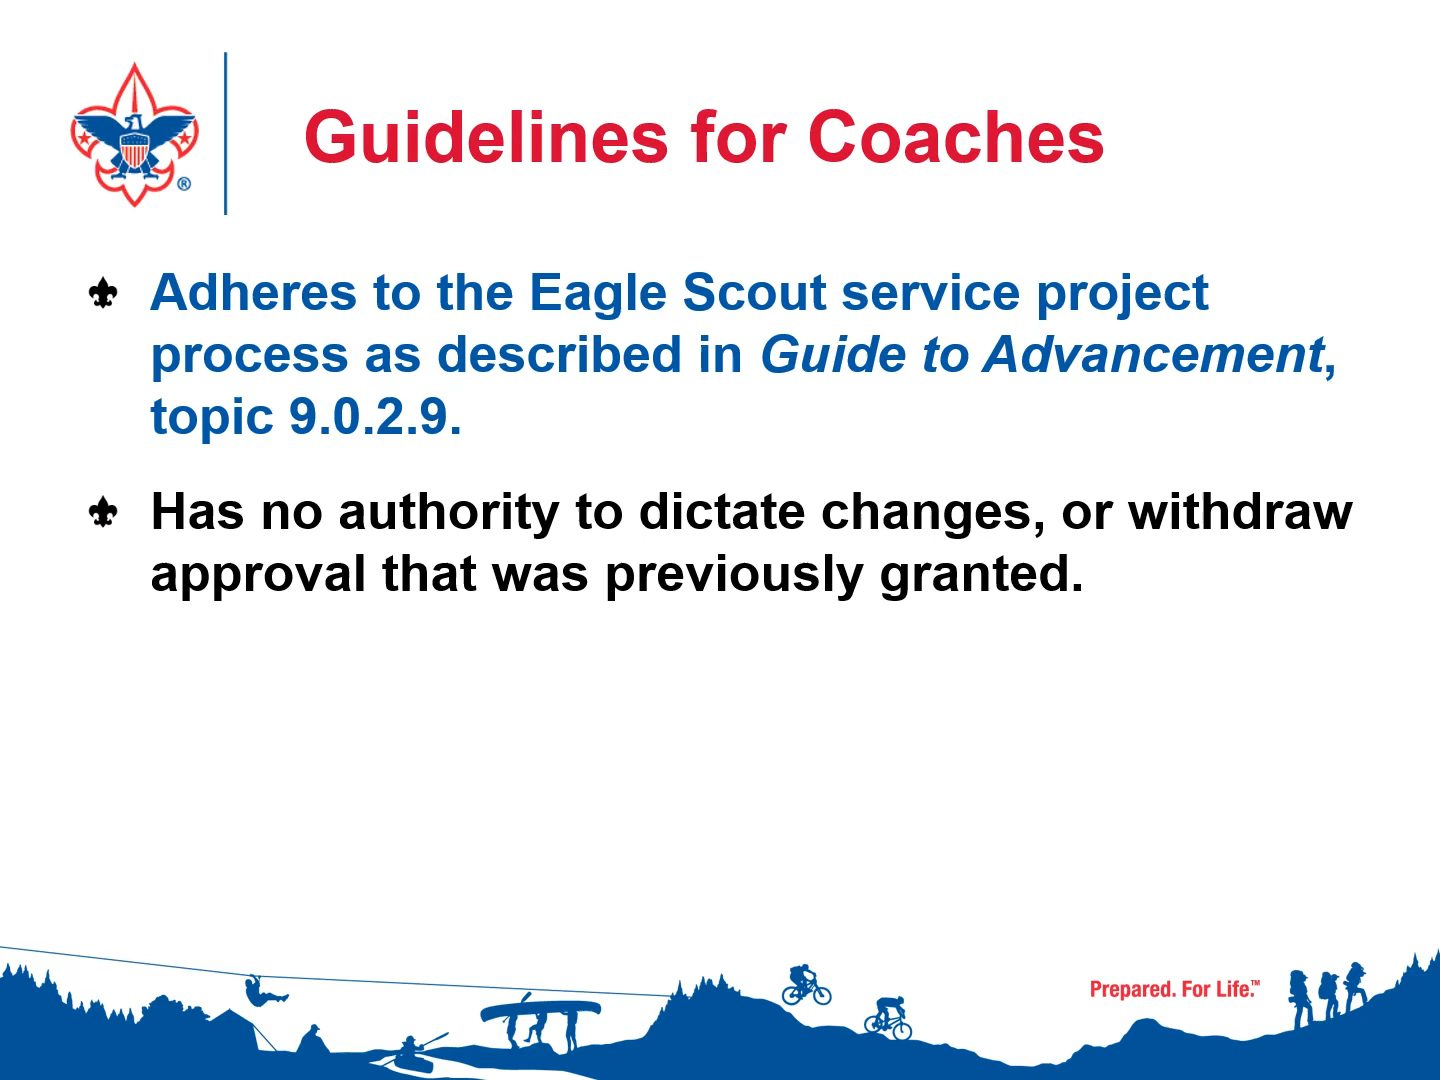 Guidelines for Coaches
Adheres to the Eagle Scout service project
process as described in Guide to Advancement,
topic 9.0.2.9.
Has no authority to dictate changes, or withdraw
approval that was previously granted.
Prepared. For Life.™
®